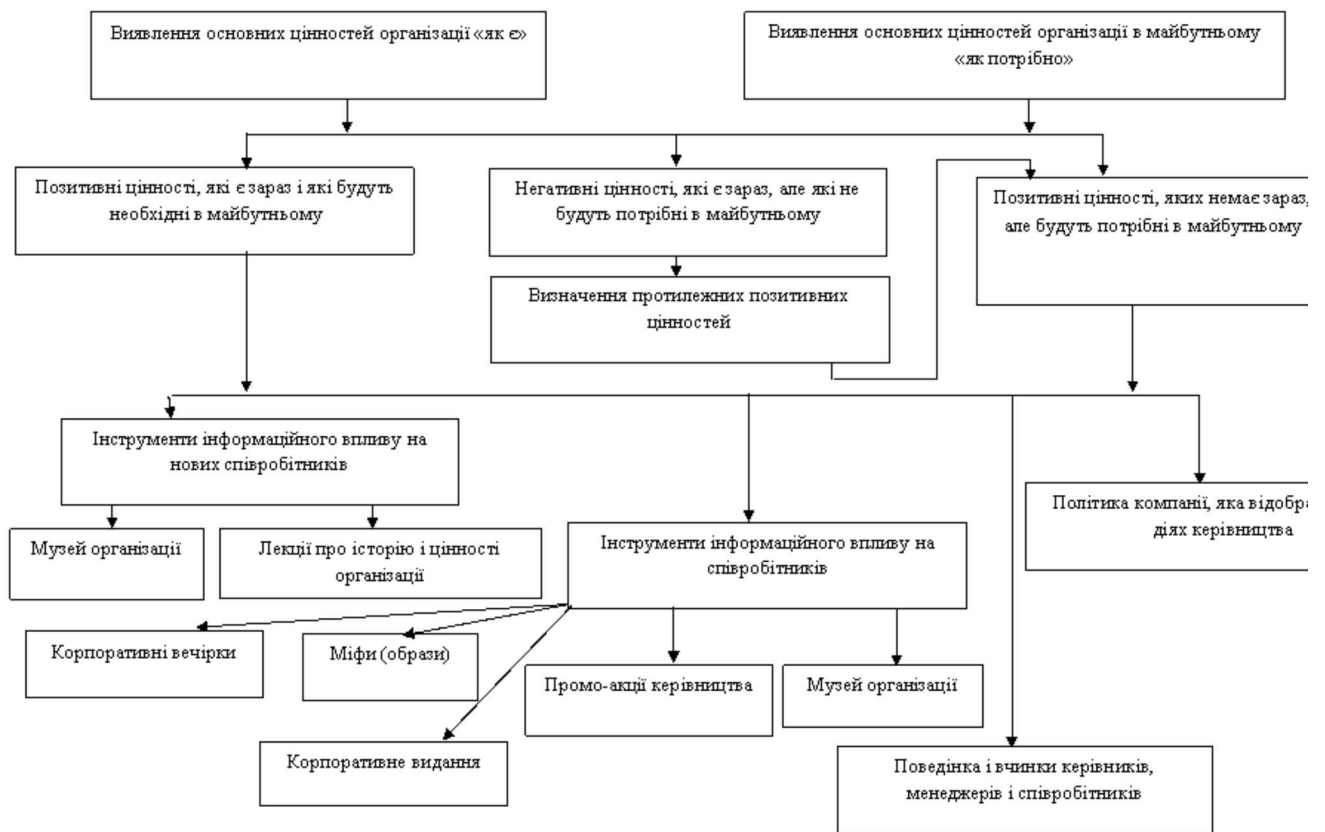 Виявлення основних цінностей організації «як є»
Виявлення основних цінностей організації в майбутньому
«як потрібно»
Позитивні цінності, які є зараз і які будуть
необхідні в майбутньому
Негативні цінності, які є зараз, але які не
будуть потрібні в майбутньому
Позитивні цінності, яких немає зараз,
але будуть потрібні в майбутньому
Визначення протилежних позитивних
цінностей
Інструменти інформаційного впливу на
нових співробітників
Політика компанії, яка
діях керівництва
Музей організації
Лекції про історію і цінності
організації
Інструменти інформаційного впливу на
співробітників
Корпоративні вечірки
Міфи (образи)
Промо-акції керівництва
Музей організації
Корпоративне видання
Поведінка і вчинки керівників,
менеджерів і співробітників